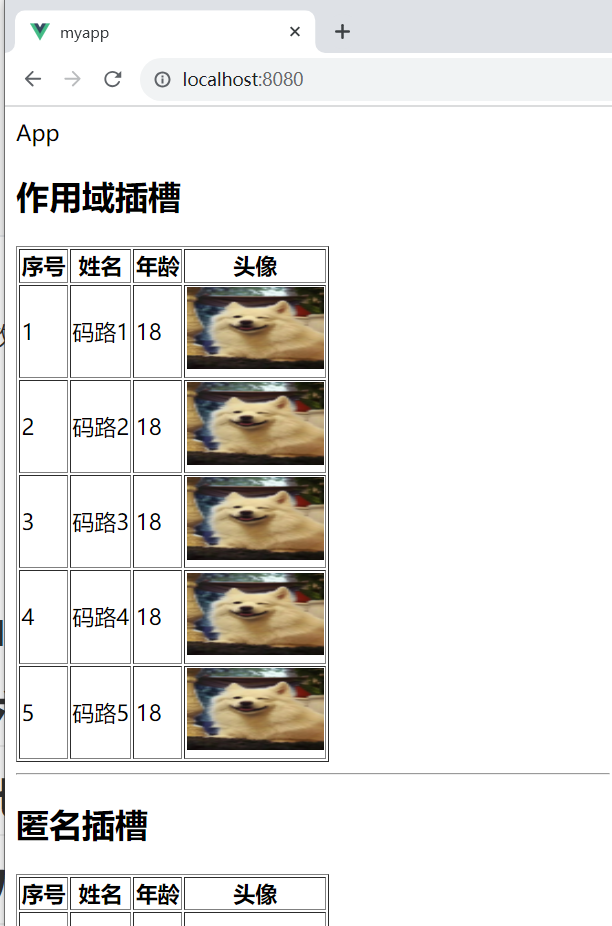 myapp
localhost:8080
App
作用域插槽
序号 姓名 年龄 头像
1 码路1 18
2 码路2 18
3 码路3 18
4 码路4 18
5 码路5 18
匿名插槽
序号 姓名 年龄 头像